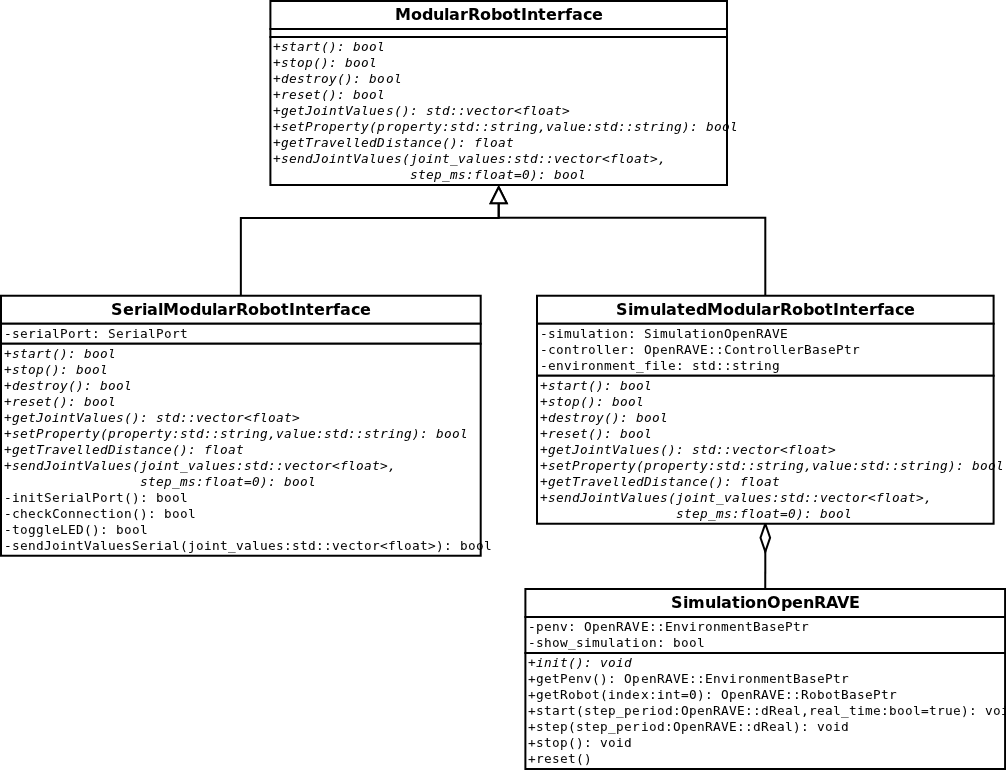 ModularRobotInterface
+start(): bool
+stop(): bool
+destroy(): bool
+reset(): bool
+getJointValues(): std::vector<float>
+setProperty(property:std::string,value:std::string): bool
+getTravelledDistance(): float
+sendJointValues(joint_values:std::vector<float>,
step_ms:float=0): bool
SerialModularRobotInterface
-serialPort: SerialPort
+start(): bool
+stop(): bool
+destroy(): bool
+reset(): bool
+getJointValues(): std::vector<float>
+setProperty(property:std::string,value:std::string): bool
+getTravelledDistance(): float
+sendJointValues(joint_values:std::vector<float>,
step_ms:float=0): bool
-initSerialPort(): bool
-checkConnection(): bool
-toggleLED(): bool
-sendJointValuesSerial(joint_values:std::vector<float>): bool
SimulatedModularRobotInterface
-simulation: SimulationOpenRAVE
-controller: OpenRAVE::ControllerBasePtr
-environment_file: std::string
+start(): bool
+stop(): bool
+destroy(): bool
+reset(): bool
+getJointValues(): std::vector<float>
+setProperty(property:std::string,value:std::string): bool
+getTravelledDistance(): float
+sendJointValues(joint_values:std::vector<float>,
step_ms:float=0): bool
SimulationOpenRAVE
-penv: OpenRAVE::EnvironmentBasePtr
-show_simulation: bool
+init(): void
+getPenv(): OpenRAVE::EnvironmentBasePtr
+getRobot(index:int=0): OpenRAVE::RobotBasePtr
+start(step_period:OpenRAVE::dReal,real_time:bool=true): voi
+step(step_period:OpenRAVE::dReal): void
+stop(): void
+reset()